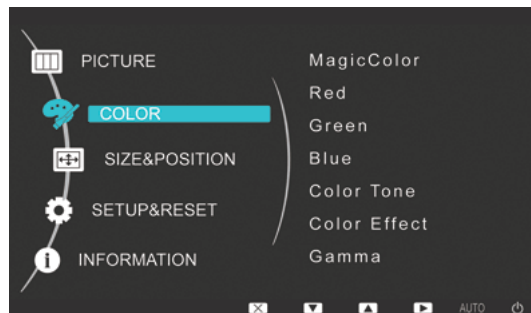 PICTURE
COLOR
SIZE&POSITION
SETUP&RESET
INFORMATION
MagicColor
Red
Green
Blue
Color Tone
Color Effect
Gamma
AUTO